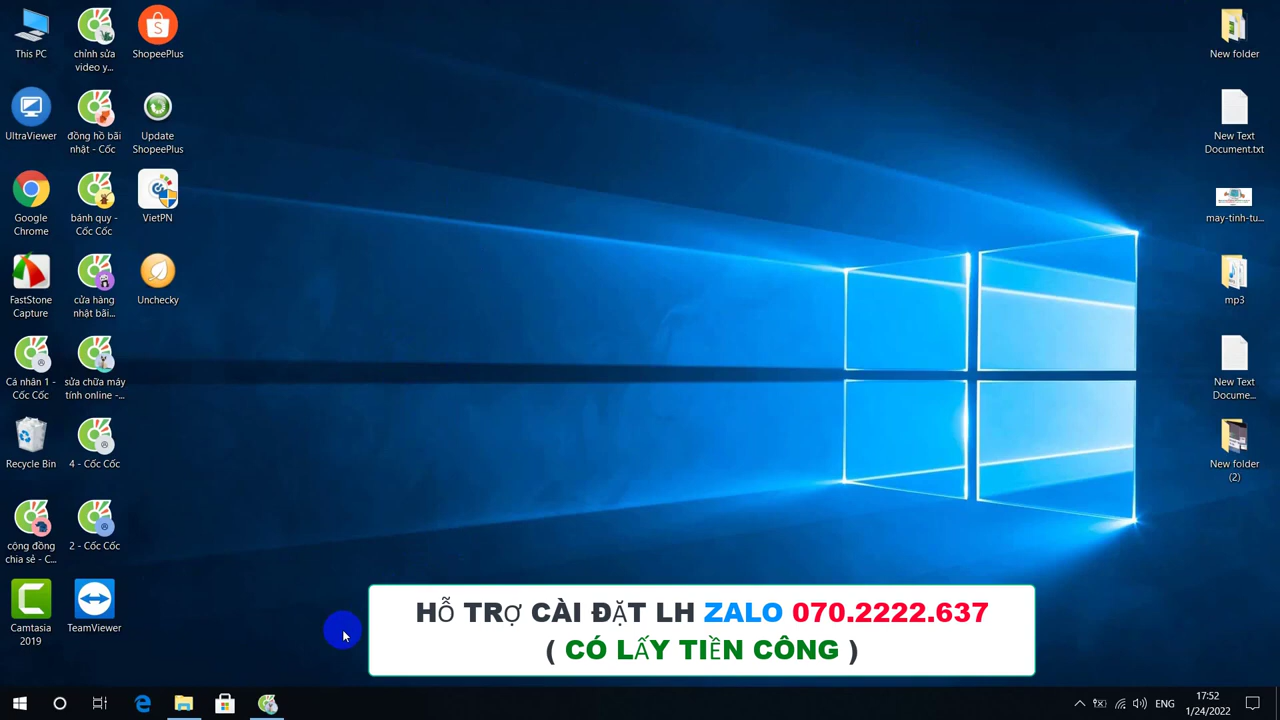 This PC
chỉnh sửa
video y...
ShopeePlus
UltraViewer
đồng hồ bãi
nhật - Cốc
Update
ShopeePlus
Google
Chrome
bánh quy -
Cốc Cốc
VietPN
FastStone
Capture
cửa hàng
nhật bãi...
Unchecky
Cá nhân 1 -
Cốc Cốc
sửa chữa máy
tính online -...
Recycle Bin
4 - Cốc Cốc
cộng đồng
chia sẻ - C...
2 - Cốc Cốc
Camtasia
2019
TeamViewer
New folder
New Text
Document.txt
may-tinh-tu...
mp3
New Text
Docume...
New folder
(2)
HỖ TRỢ CÀI ĐẶT LH ZALO 070.2222.637
( CÓ LẤY TIỀN CÔNG )
ENG
17:52
1/24/2022